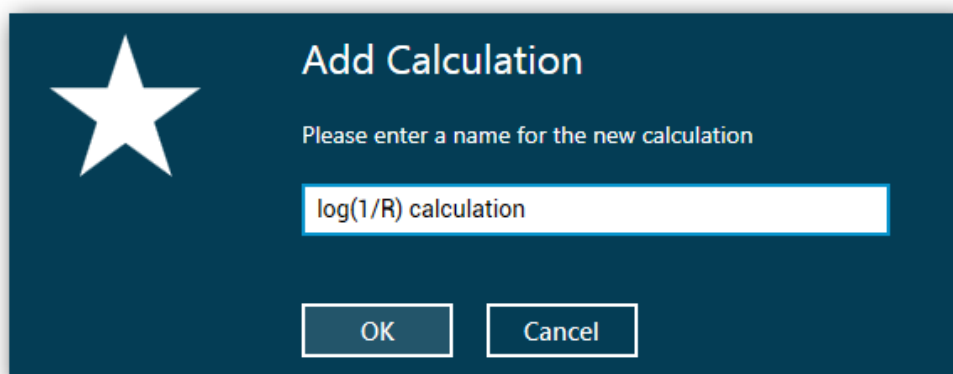 Add Calculation
Please enter a name for the new calculation
log(1/R) calculation
OK
Cancel